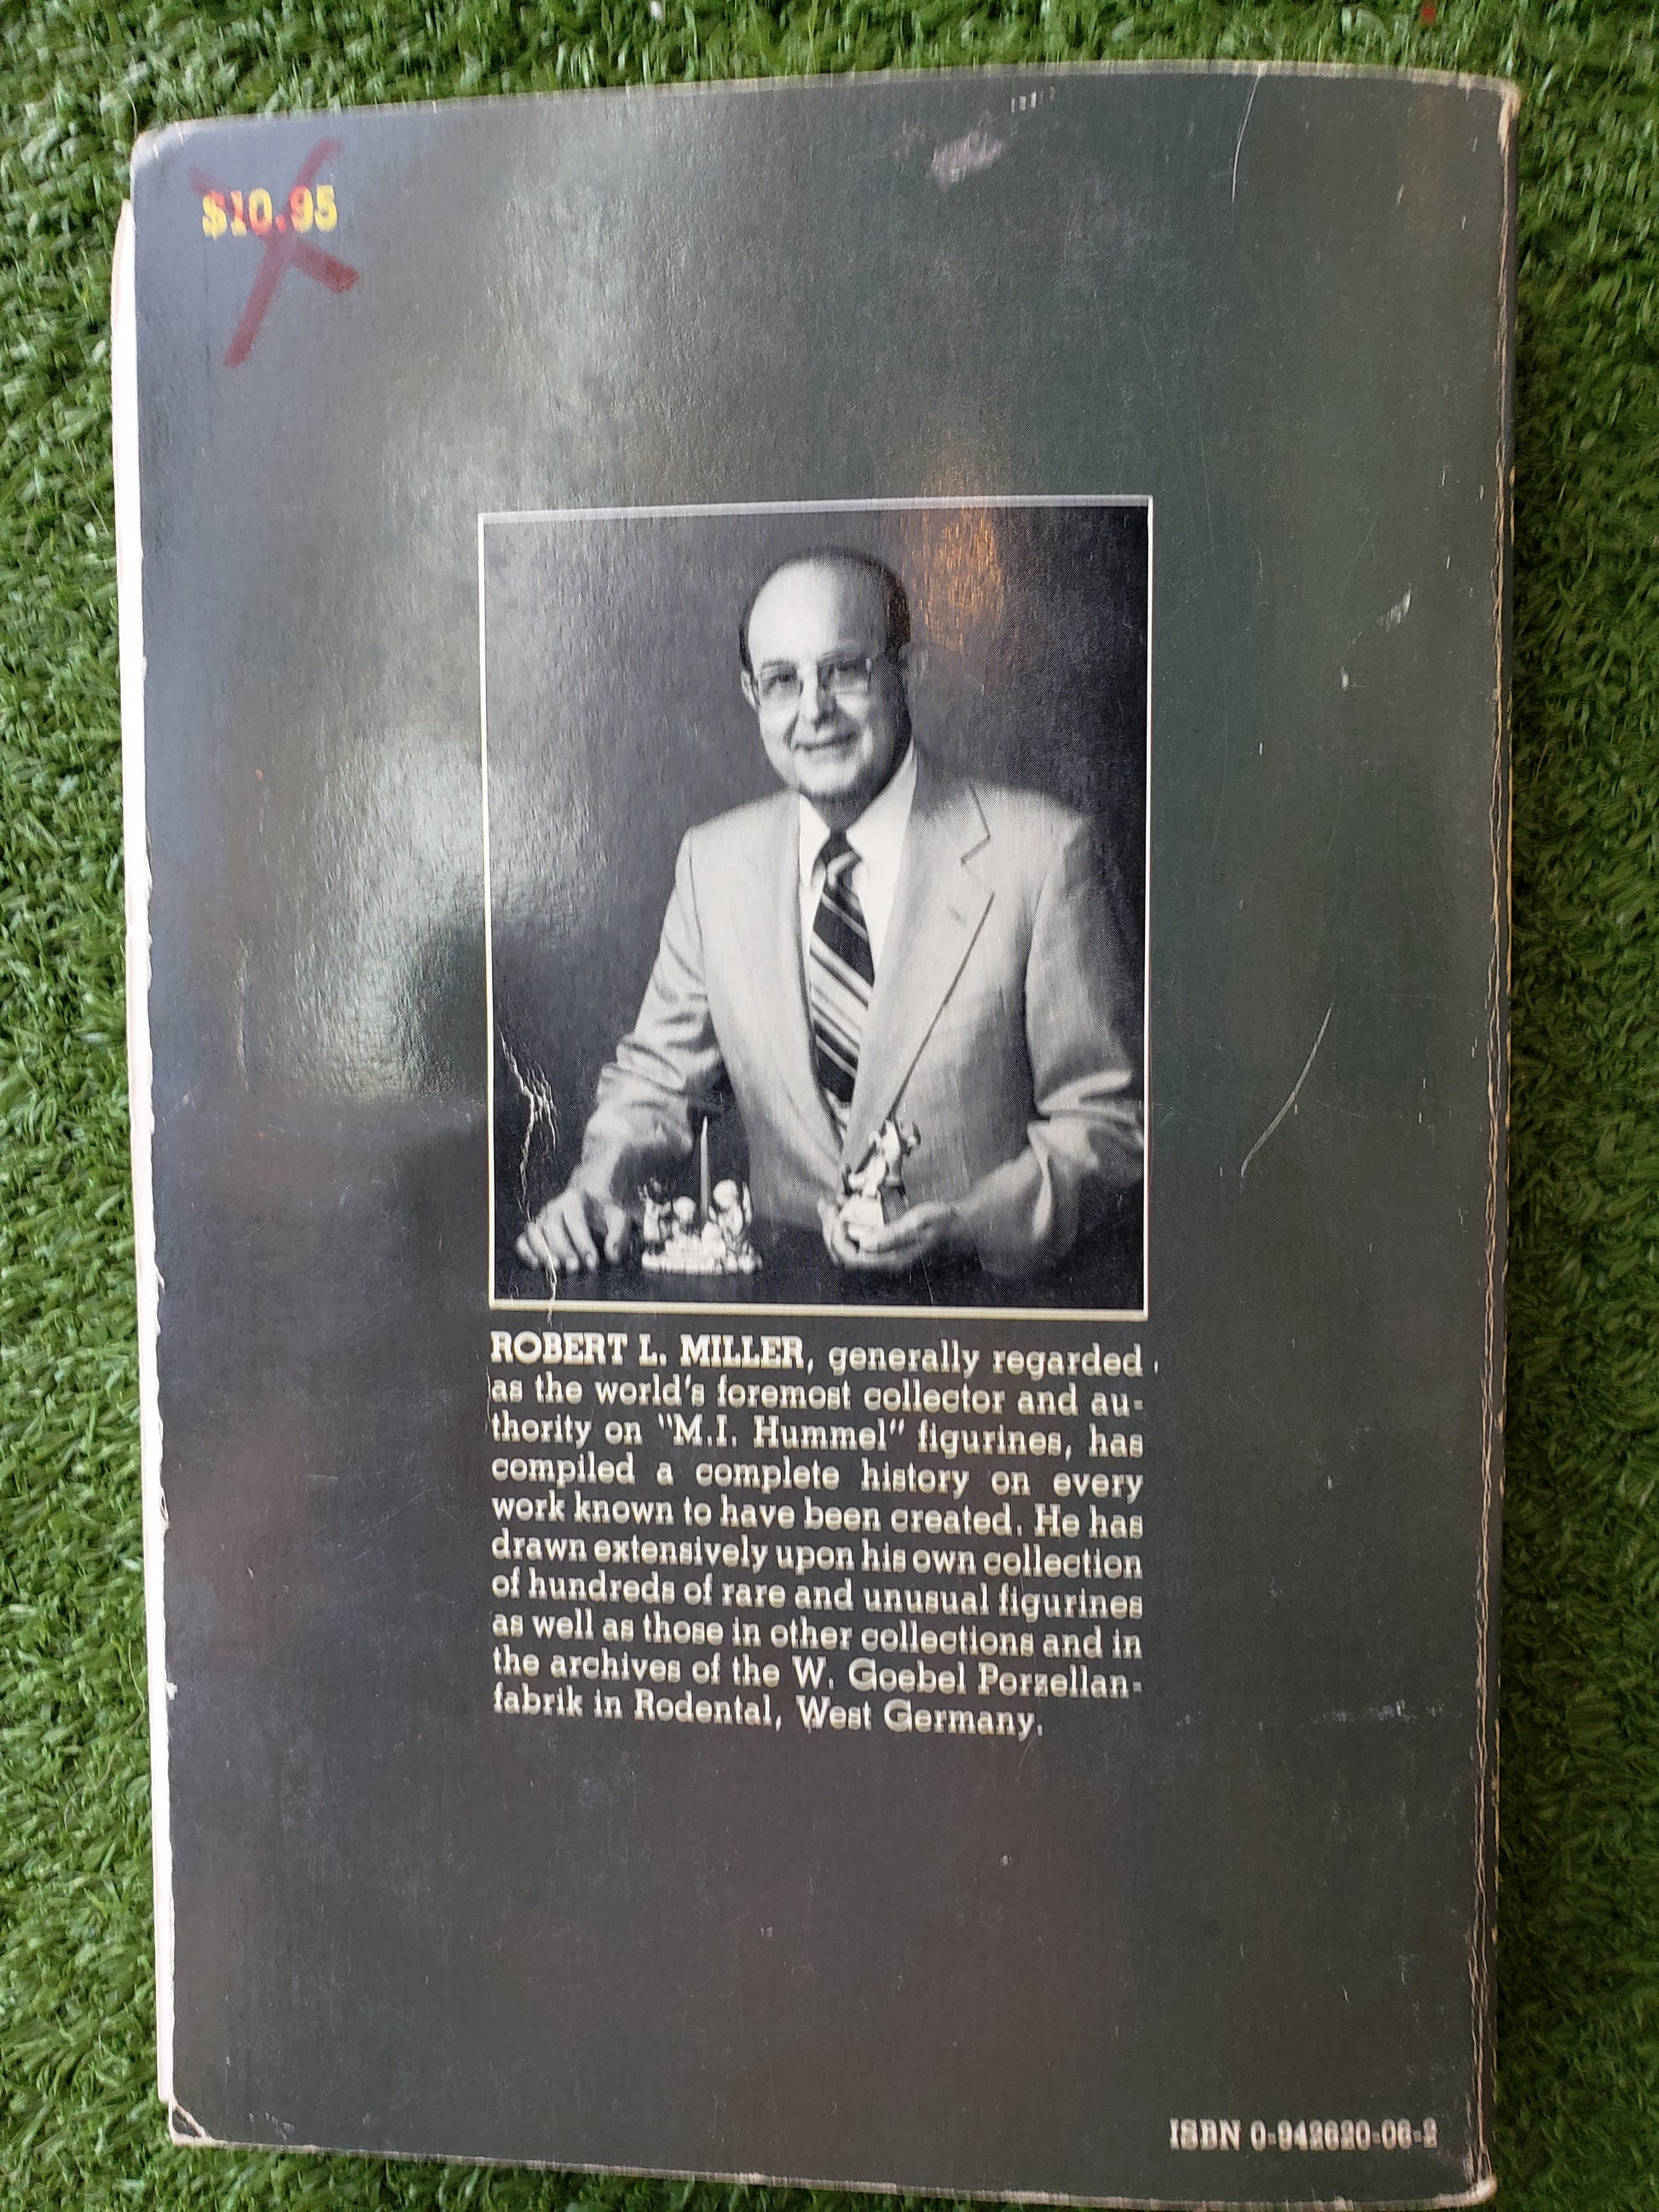 $10.95
ROBERT L. MILLER, generally regarded
as the world's foremost collector and au-
thority on "M.I. Hummel" figurines, has
compiled a complete history on every
work known to have been created. He has
drawn extensively upon his own collection
of hundreds of rare and unusual figurines
as well as those in other collections and in
the archives of the W. Goebel Porzellan-
fabrik in Rodental, West Germany.
ISBN 0-942620-06-2